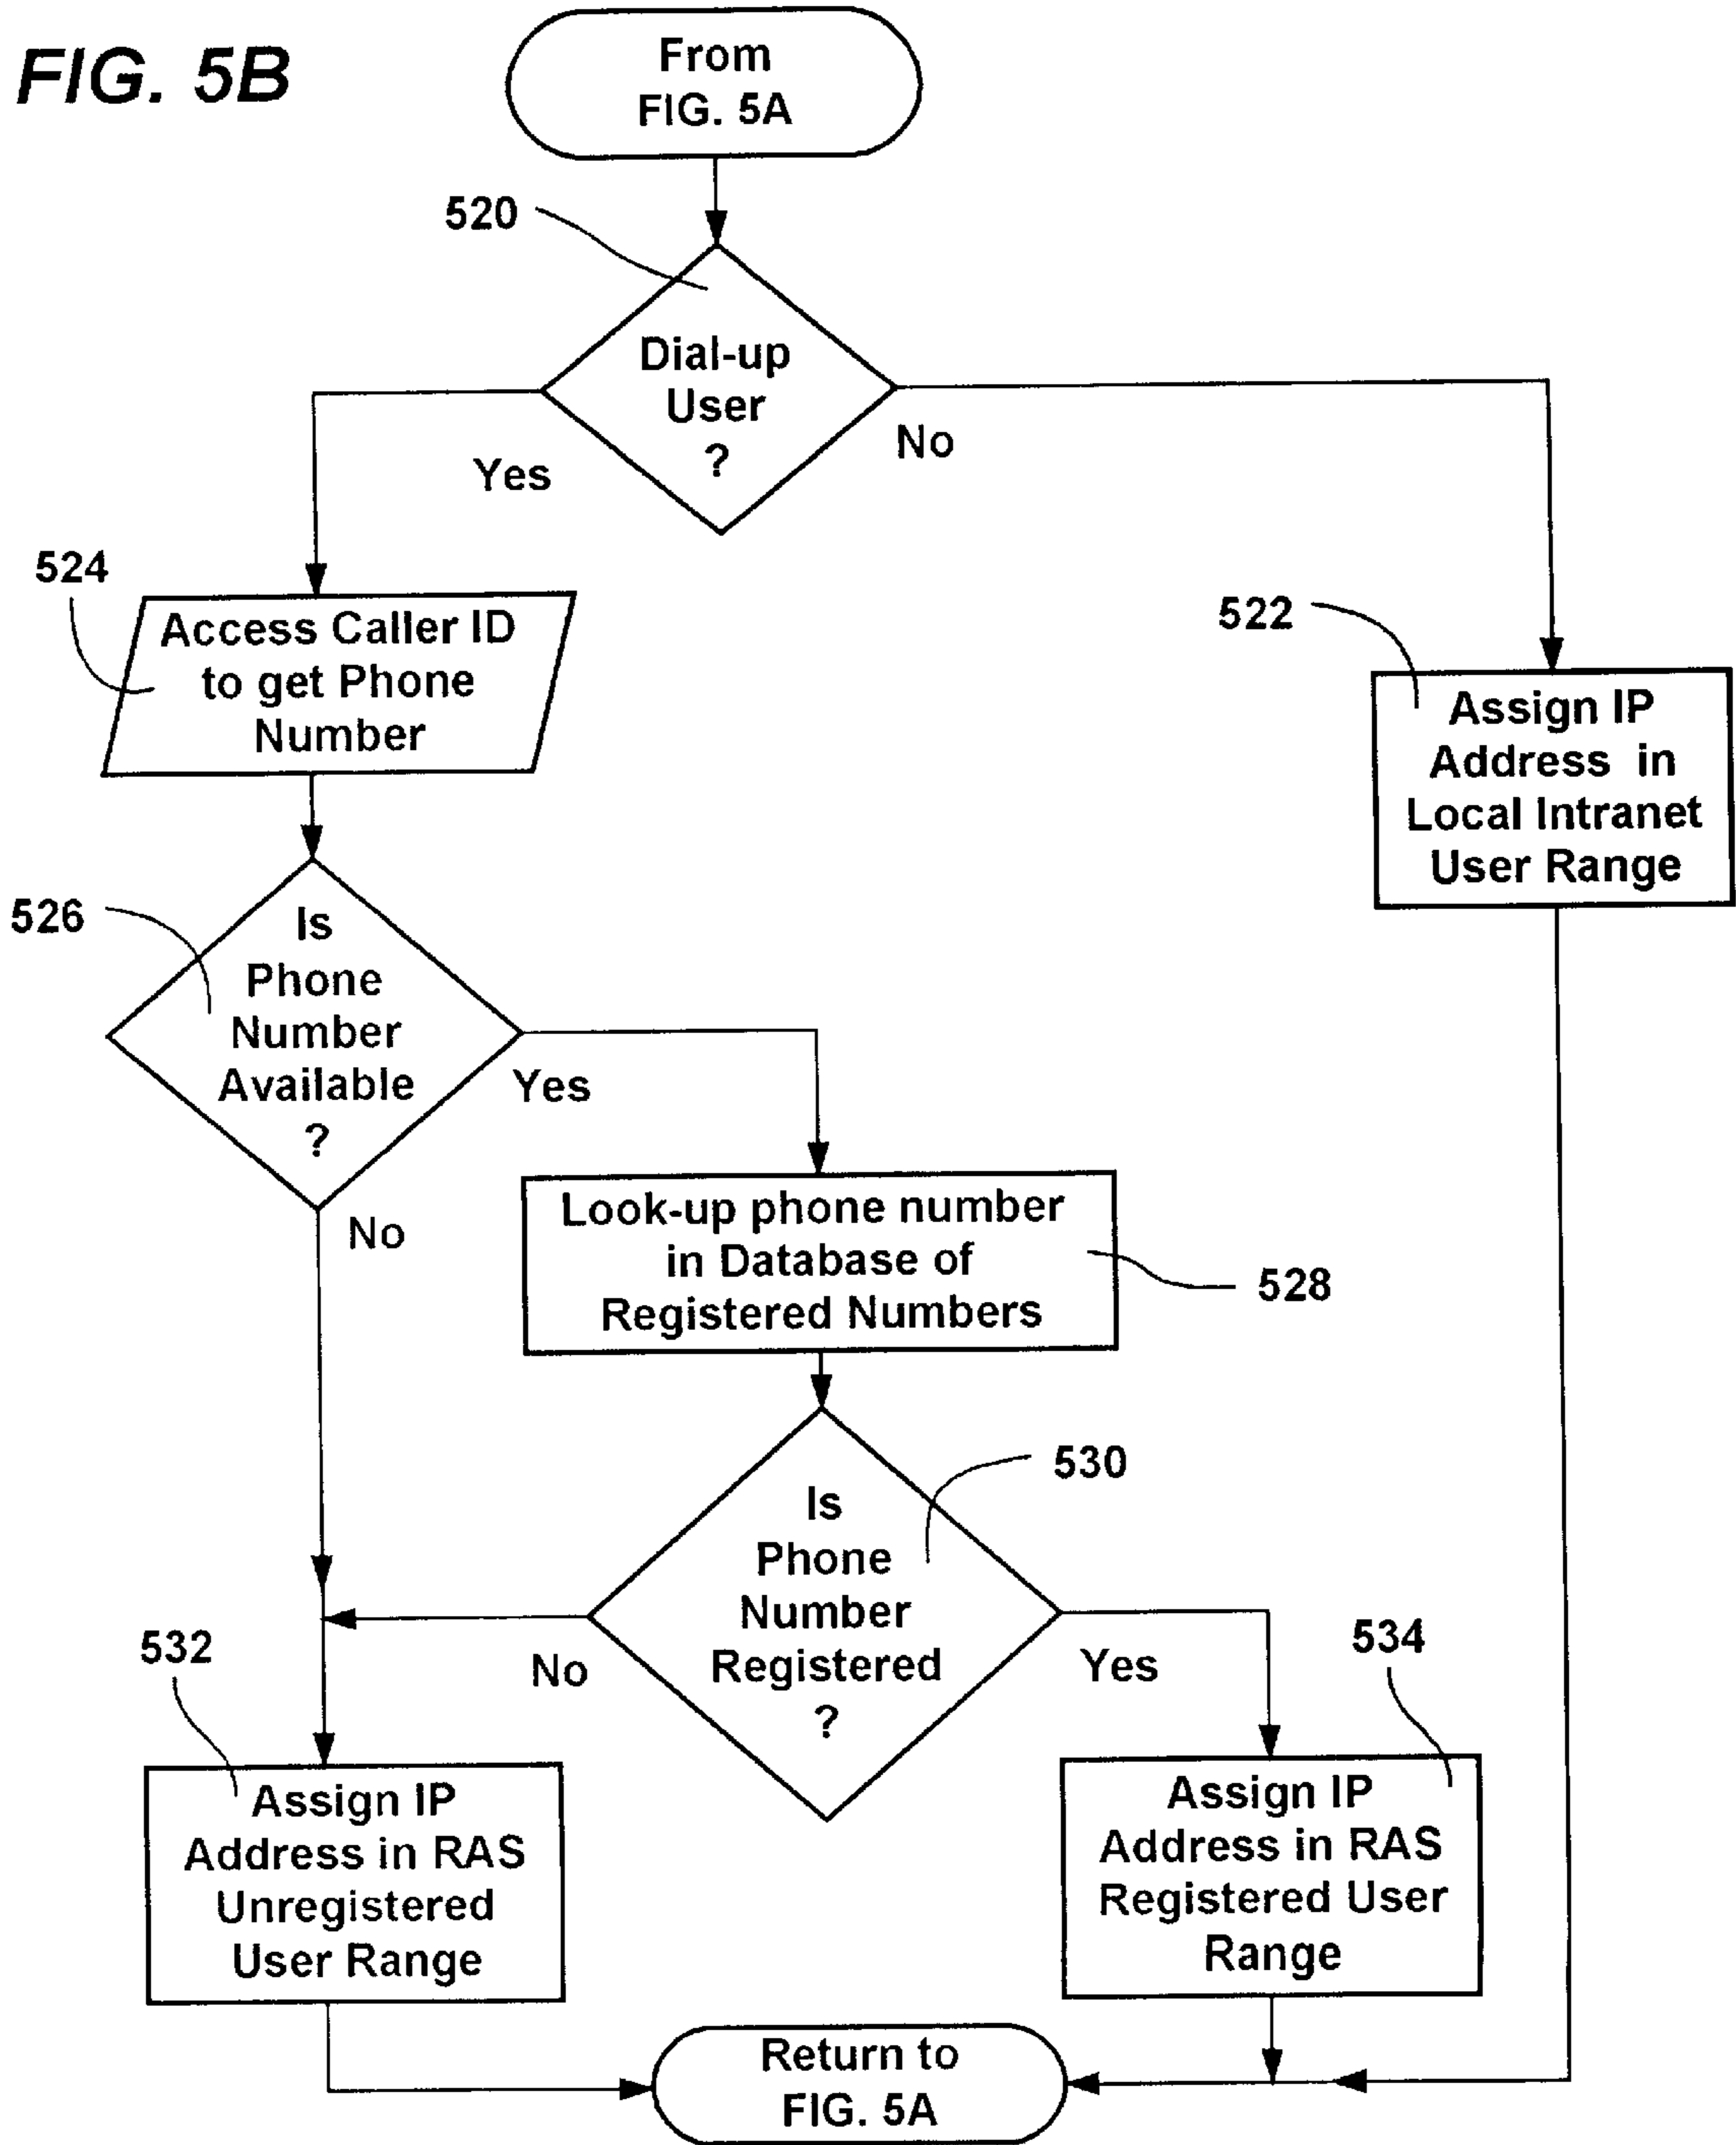 FIG. 5B
From
FIG. 5A
520
Dial-up
User
?
Yes
No
524
Access Caller ID
to get Phone
Number
522
Assign IP
Address in
Local Intranet
User Range
526
Is
Phone
Number
Available
?
Yes
No
Look-up phone number
in Database of
Registered Numbers
528
530
Is
Phone
Number
Registered
?
No
Yes
532
Assign IP
Address in RAS
Unregistered
User Range
534
Assign IP
Address in RAS
Registered User
Range
Return to
FIG. 5A